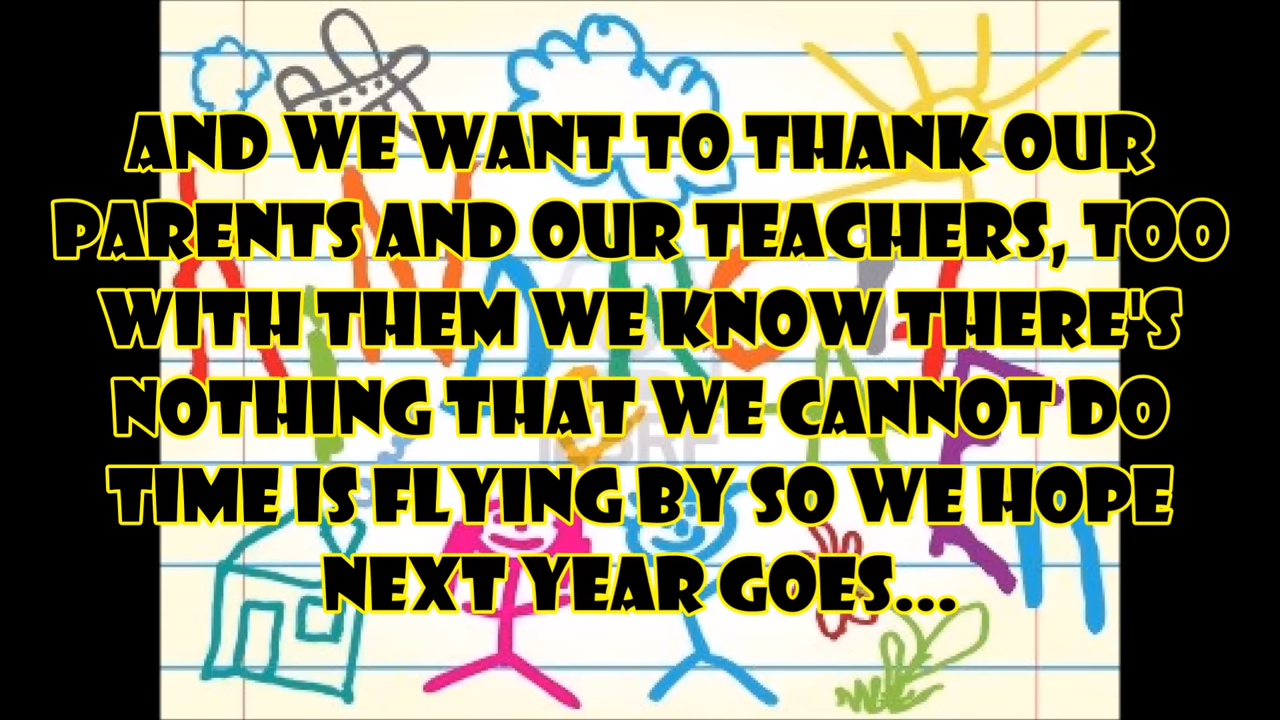 AND WE WANT TO THANK OUR
PARENTS AND OUR TEACHERS, TOO
WITH THEM WE KNOW THERE'S
NOTHING THAT WE CANNOT DO
TIME IS FLYING BY SO WE HOPE
NEXT YEAR GOES...